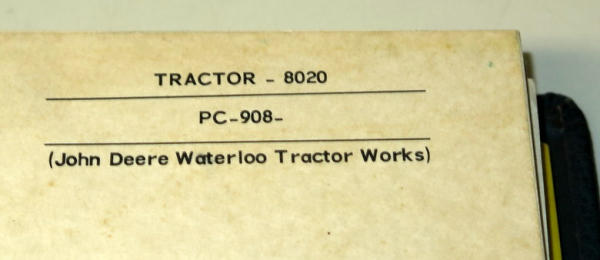 TRACTOR - 8020
PC-908-
(John Deere Waterloo Tractor Works)